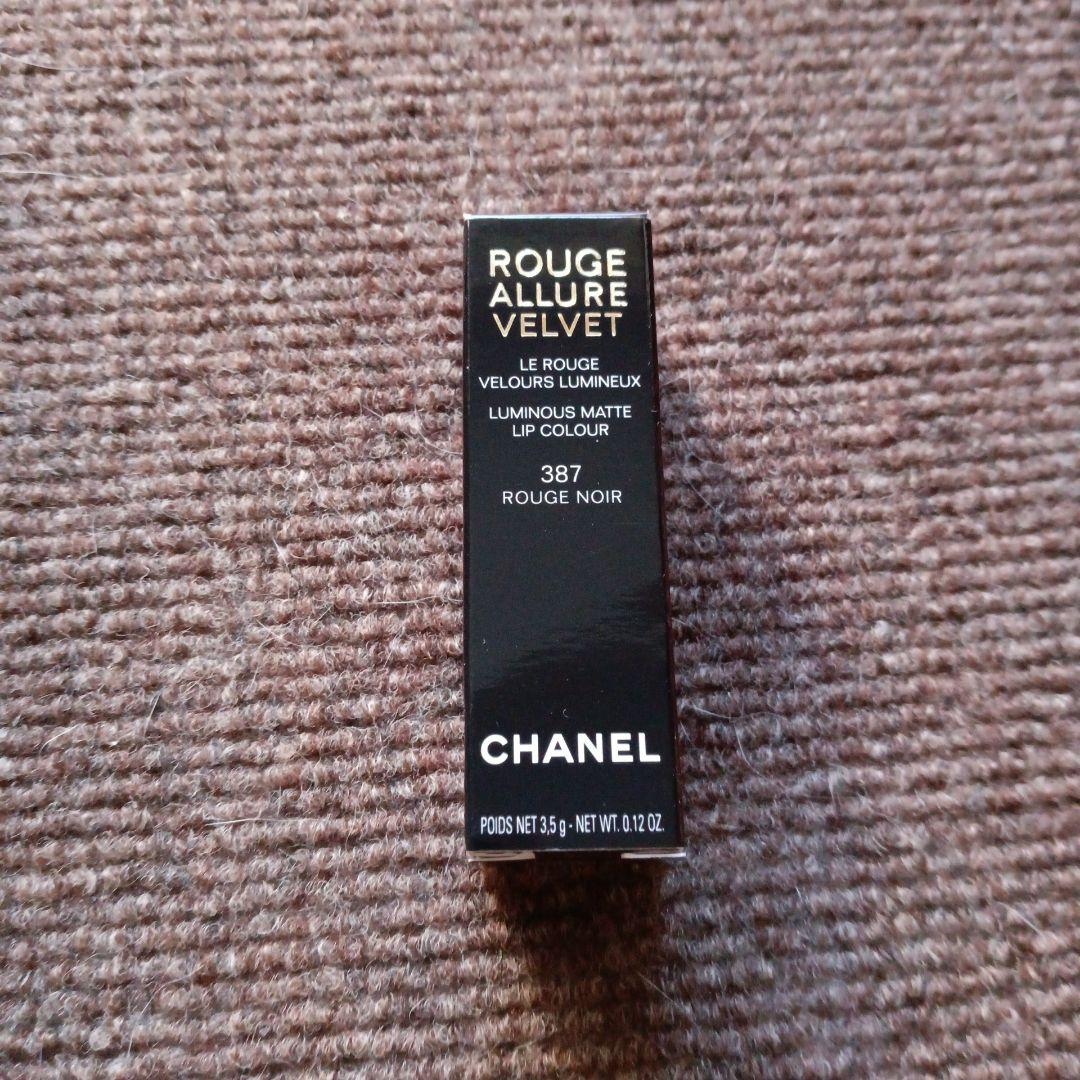 ROUGE
ALLURE
VELVET
LE ROUGE
VELOURS LUMINEUX
LUMINOUS MATTE
LIP COLOUR
387
ROUGE NOIR
CHANEL
POIDS NET 3,5 g - NET WT. 0.12 OZ.